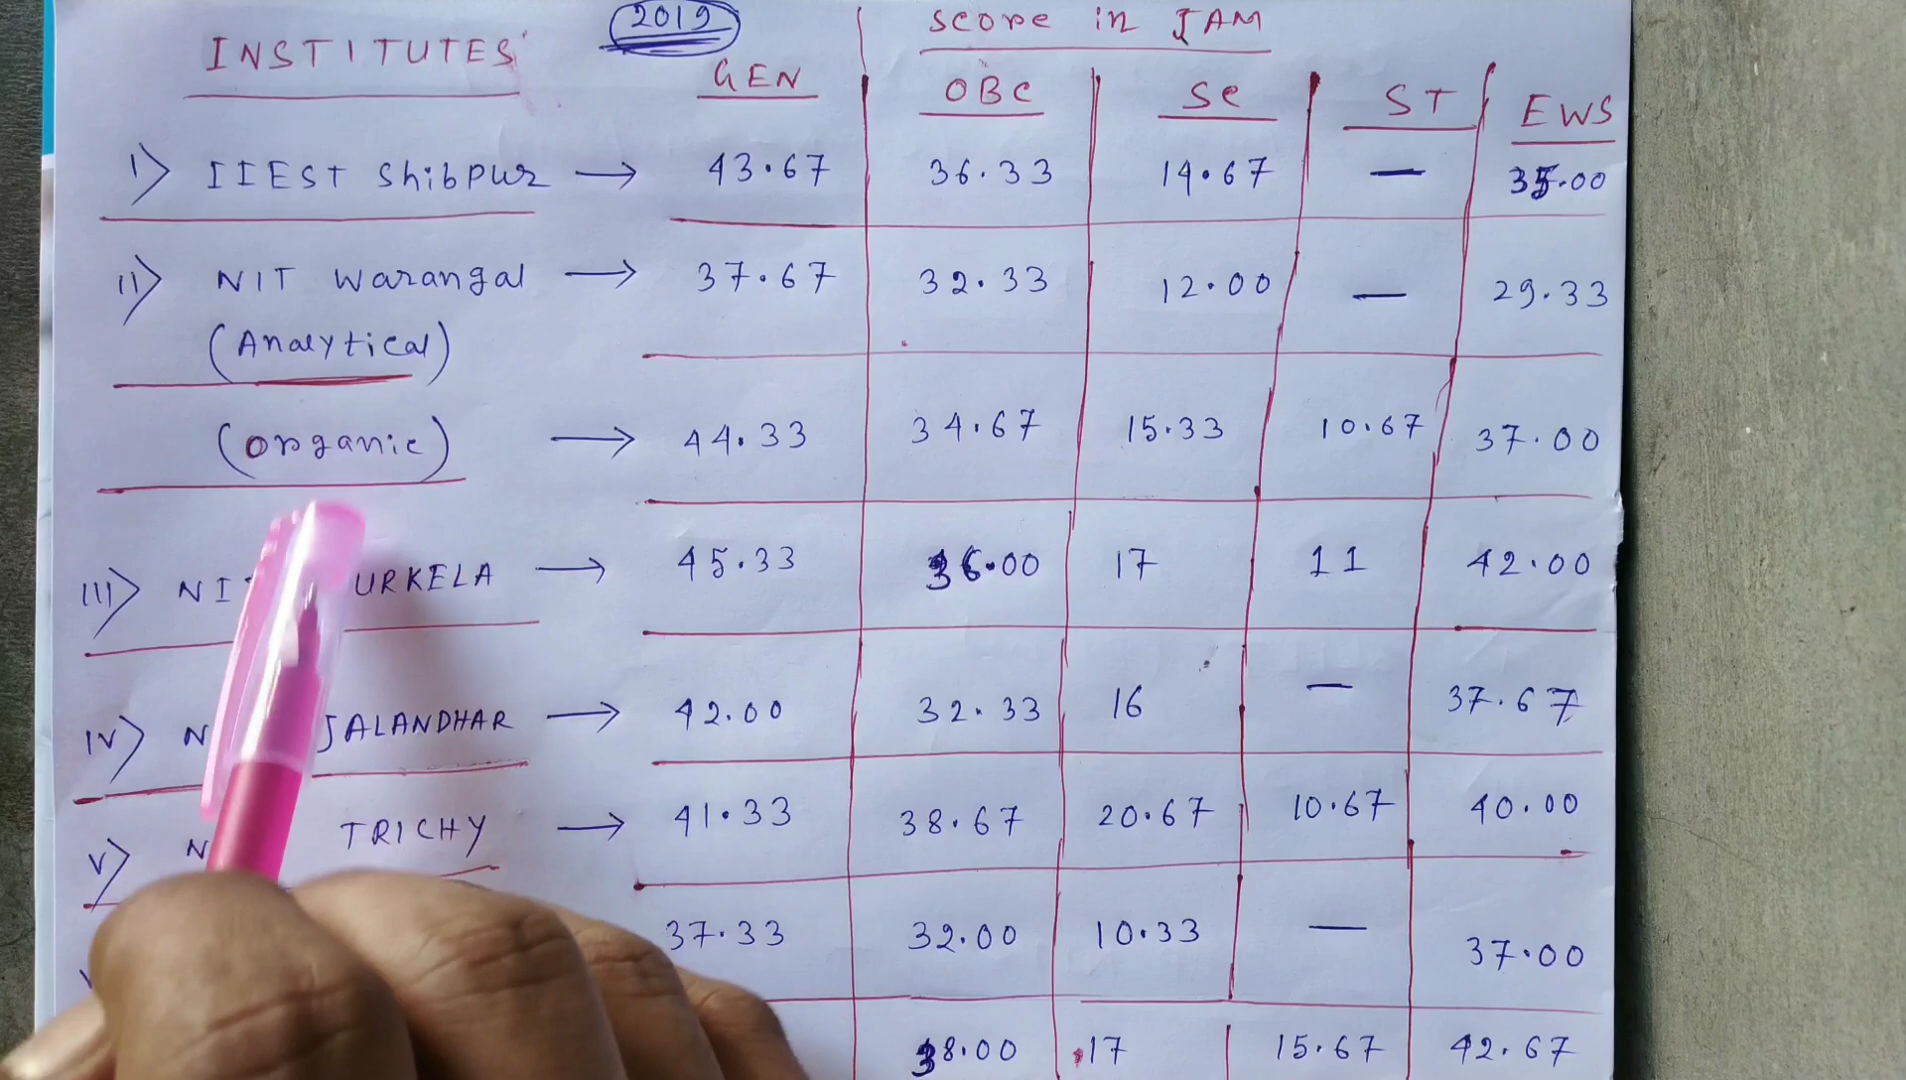 2019 Score in JAM
INSTITUTES GEN OBC SC ST EWS
I) IIEST Shibpur → 43.67 36.33 14.67 — 35.00
II) NIT Warangal → 37.67 32.33 12.00 — 29.33
(Analytical)
(Organic) → 44.33 34.67 15.33 10.67 37.00
III) URKELA → 45.33 36.00 17 11 42.00
IV) JALANDHAR → 42.00 32.33 16 — 37.67
V) TRICHY → 41.33 38.67 20.67 10.67 40.00
37.33 32.00 10.33 — 37.00
38.00 17 15.67 42.67